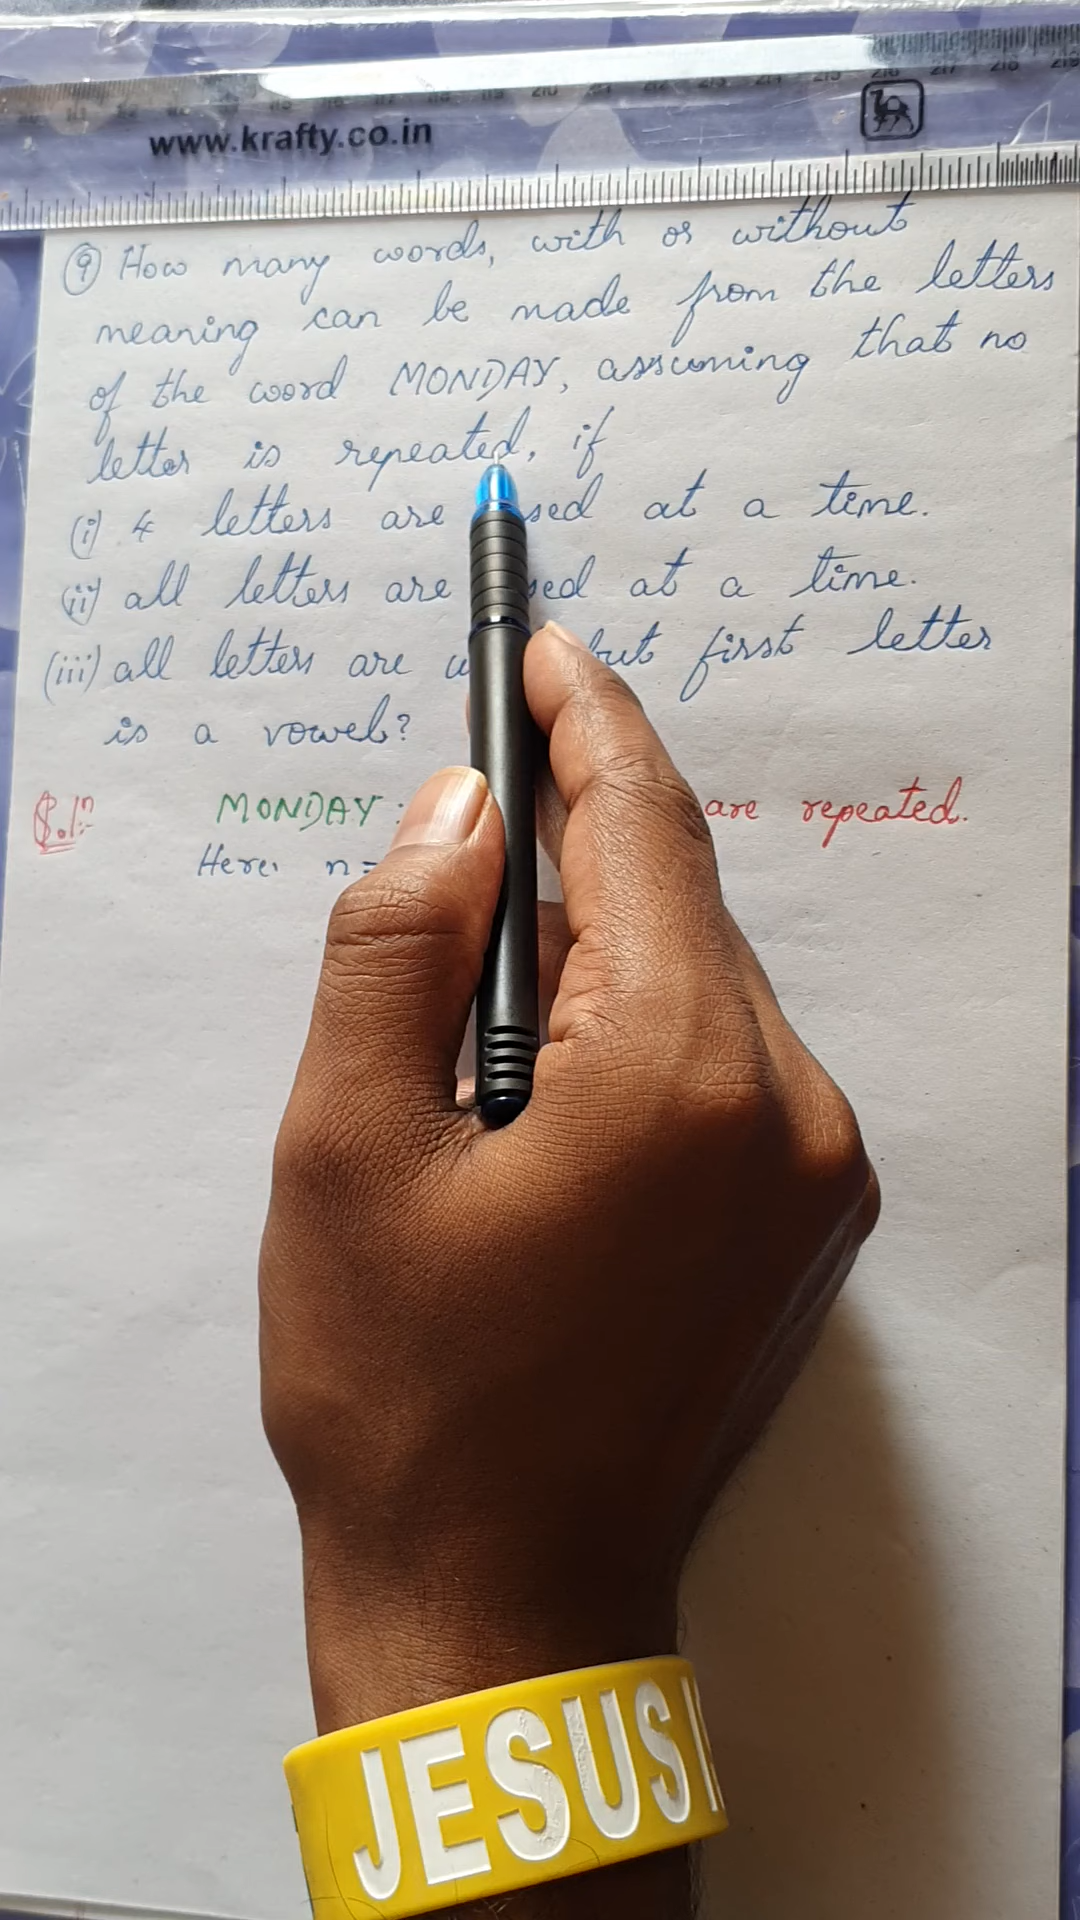 www.krafty.co.in
⑨ How many words, with or without
meaning can be made from the letters
of the word MONDAY, assuming that no
letter is repeated, if
(i) 4 letters are sed at a time.
(ii) all letters are sed at a time.
(iii) all letters are but first letter
is a vowel?
Sol:- MONDAY: are repeated.
Here, n=
JESUS